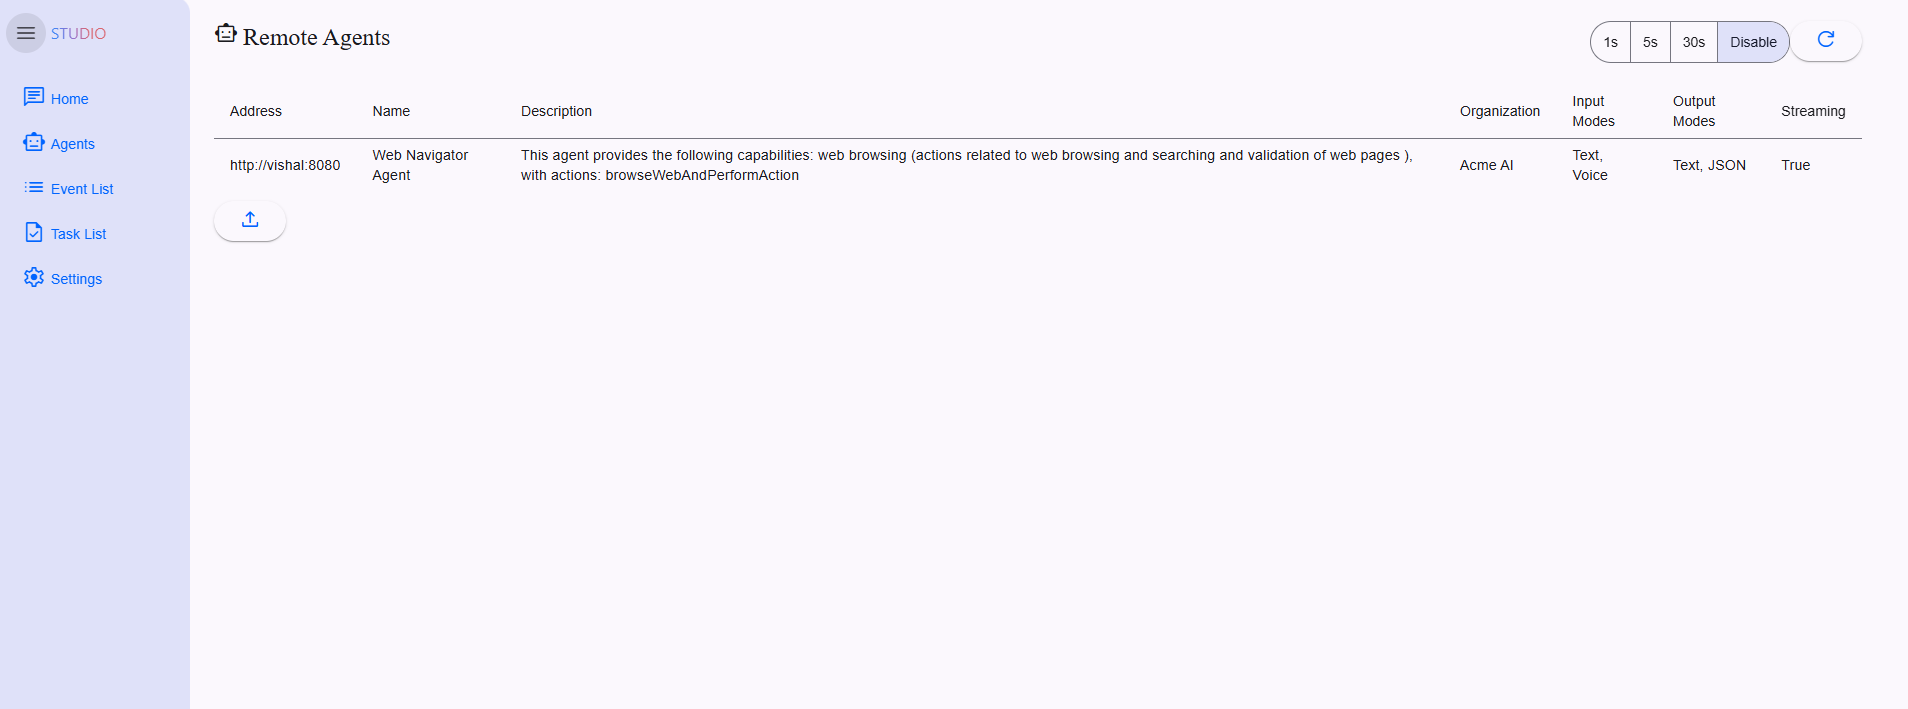 STUDIO
Home
Agents
Event List
Task List
Settings
Remote Agents
1s 5s 30s Disable
Address Name Description Organization Input Modes Output Modes Streaming
http://vishal:8080
Web Navigator
Agent
This agent provides the following capabilities: web browsing (actions related to web browsing and searching and validation of web pages ),
with actions: browseWebAndPerformAction
Acme AI
Text,
Voice
Text, JSON
True